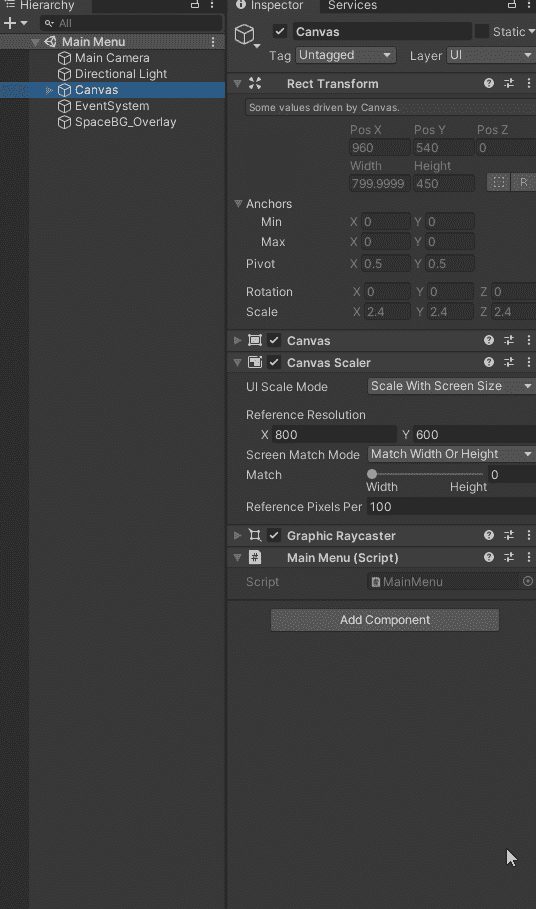 Hierarchy
All
Main Menu
Main Camera
Directional Light
Canvas
EventSystem
SpaceBG_Overlay
Inspector Services
Canvas Static
Tag Untagged Layer UI
Rect Transform
Some values driven by Canvas.
Pos X Pos Y Pos Z
960 540 0
Width Height
799.9999 450 R
Anchors
Min X 0 Y 0
Max X 0 Y 0
Pivot X 0.5 Y 0.5
Rotation X 0 Y 0 Z 0
Scale X 2.4 Y 2.4 Z 2.4
Canvas
# Canvas Scaler
UI Scale Mode Scale With Screen Size
Reference Resolution
X 800 Y 600
Screen Match Mode Match Width Or Height
Match 0
Width Height
Reference Pixels Per 100
Graphic Raycaster
# Main Menu (Script)
Script # MainMenu
Add Component